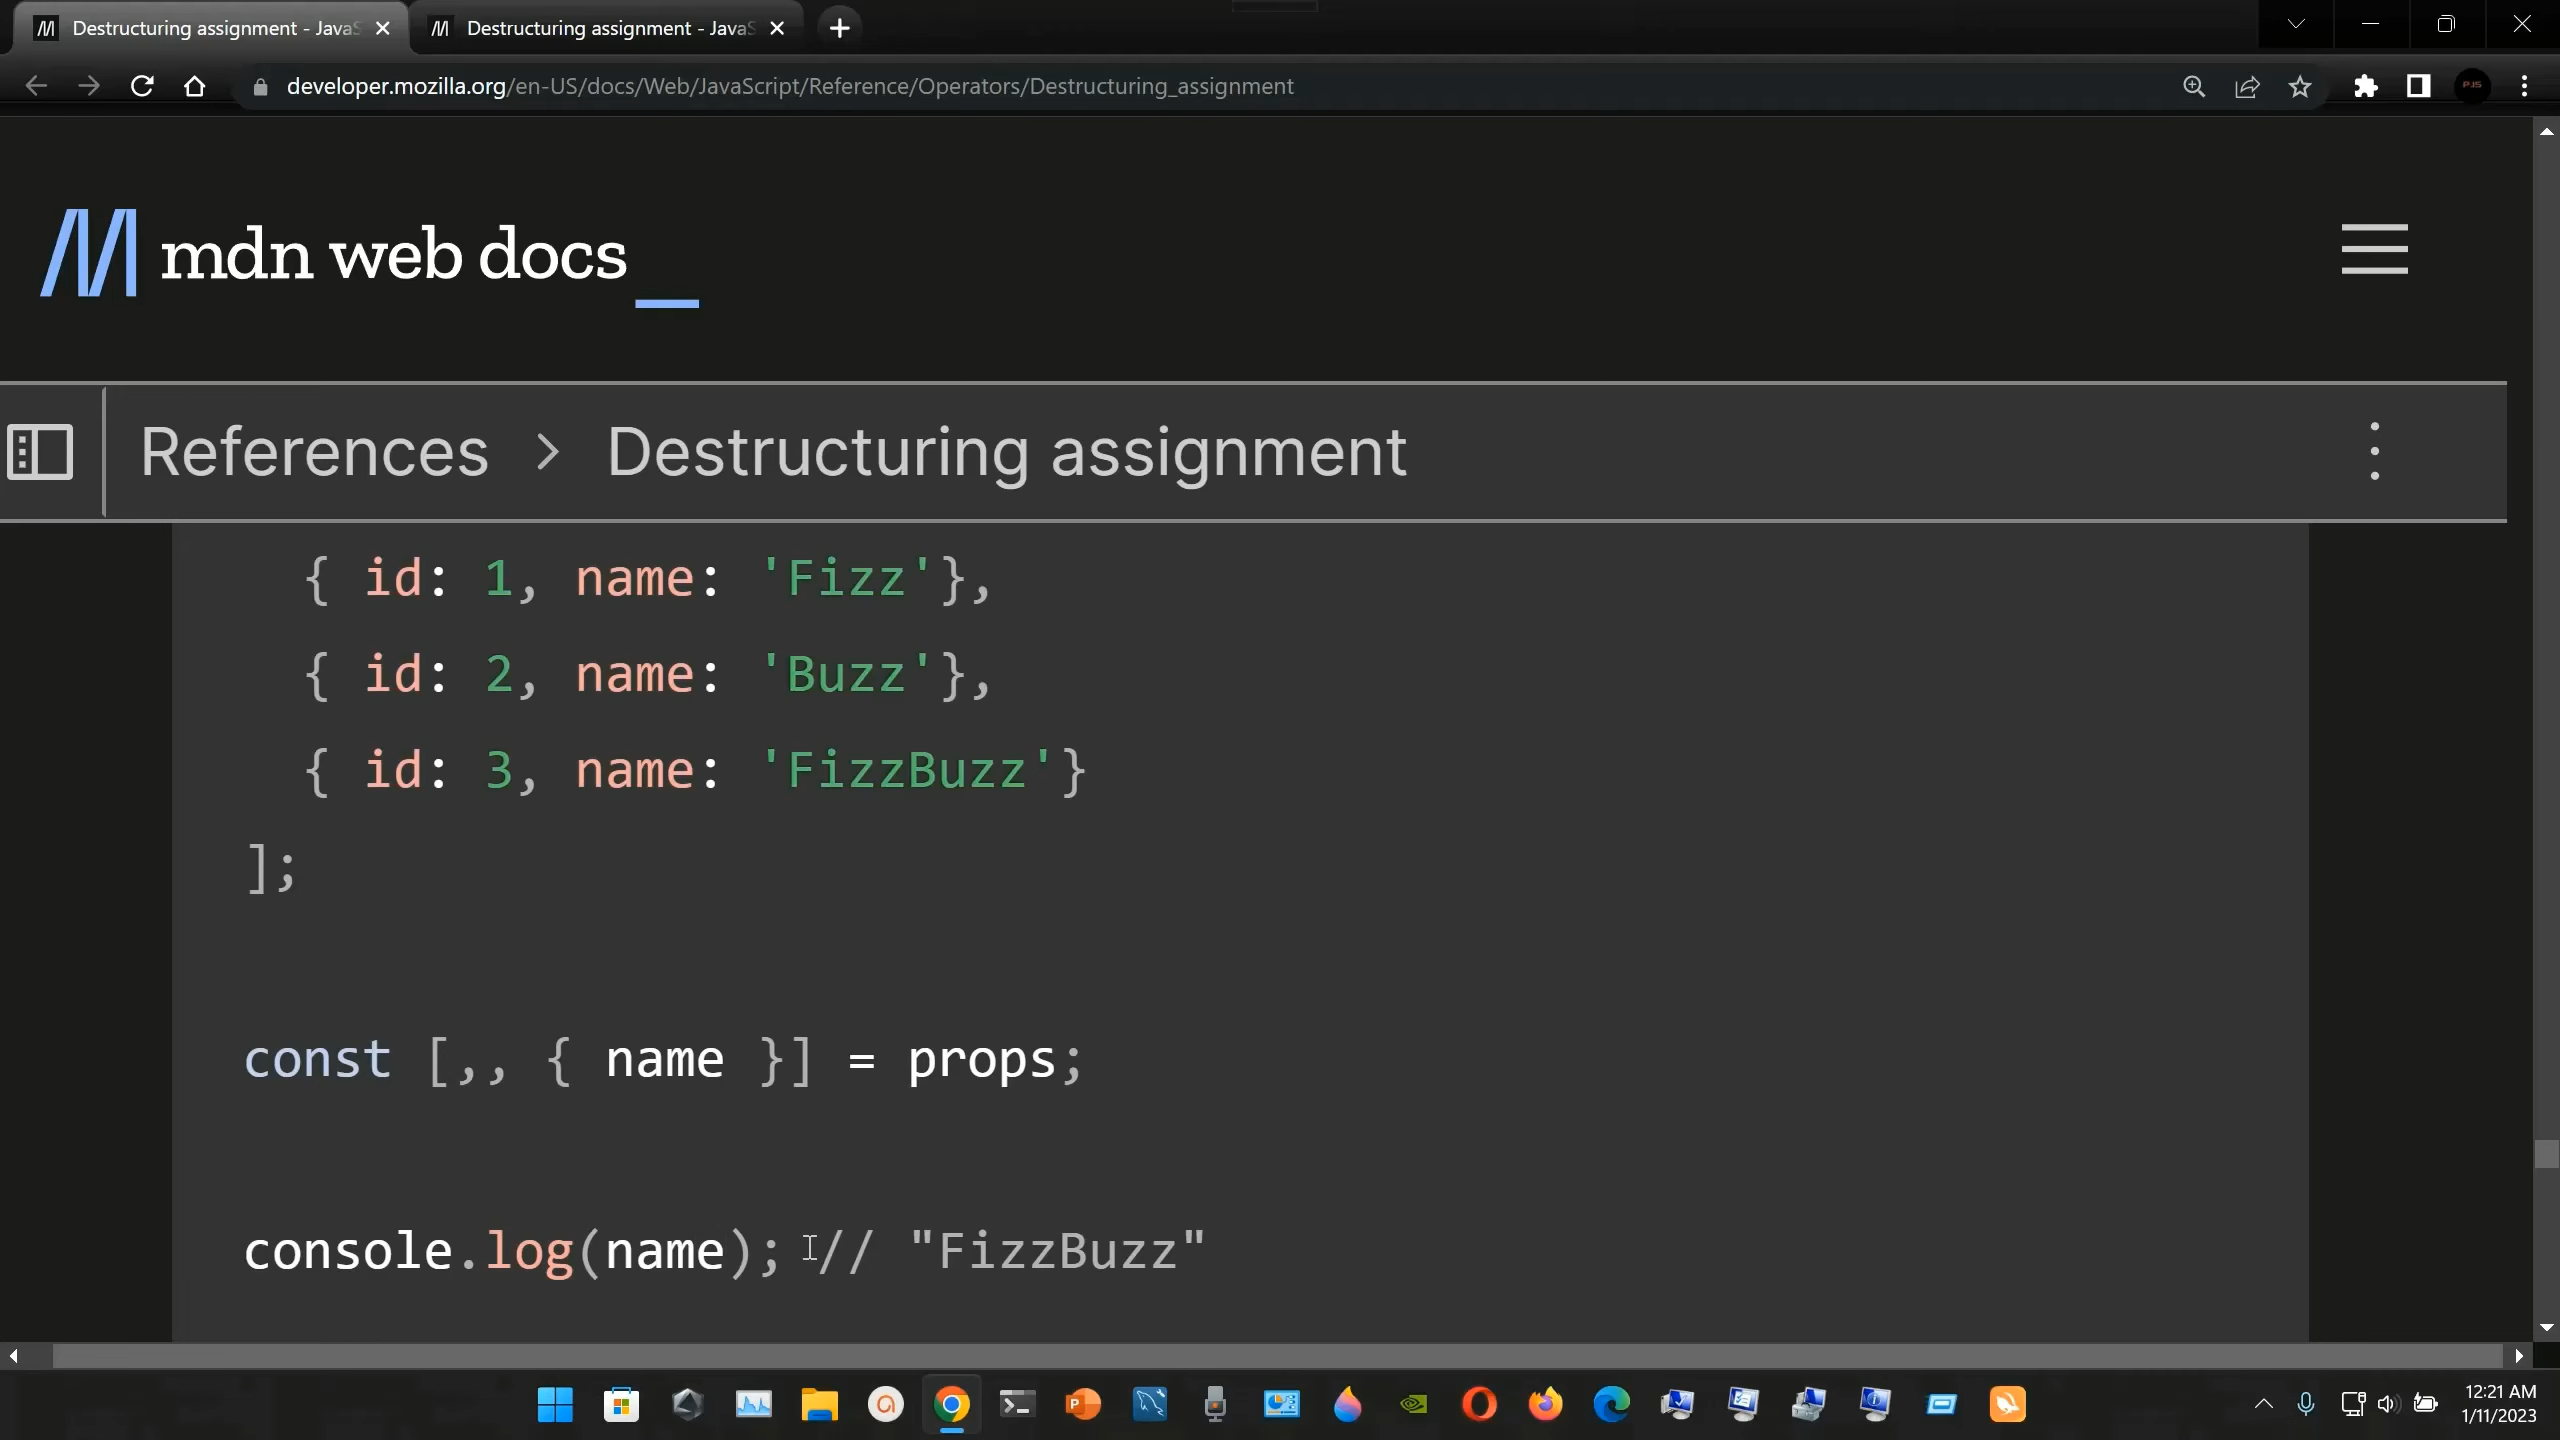 Destructuring assignment - JavaS
Destructuring assignment - JavaS
developer.mozilla.org/en-US/docs/Web/JavaScript/Reference/Operators/Destructuring_assignment
PJS
mdn web docs_
References > Destructuring assignment
{ id: 1, name: 'Fizz'},
{ id: 2, name: 'Buzz'},
{ id: 3, name: 'FizzBuzz'}
];
const [,, { name }] = props;
console.log(name); // "FizzBuzz"
12:21 AM
1/11/2023